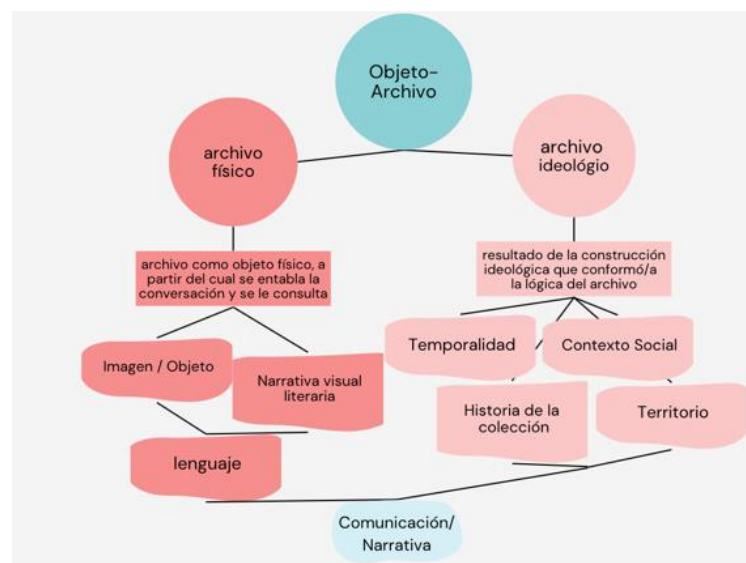 Objeto-
Archivo
archivo
físico
archivo
ideológio
archivo como objeto físico, a
partir del cual se entabla la
conversación y se le consulta
resultado de la construcción
ideológica que conformó/a
la lógica del archivo
Imagen / Objeto
Narrativa visual
literaria
lenguaje
Temporalidad
Contexto Social
Historia de la
colección
Territorio
Comunicación/
Narrativa